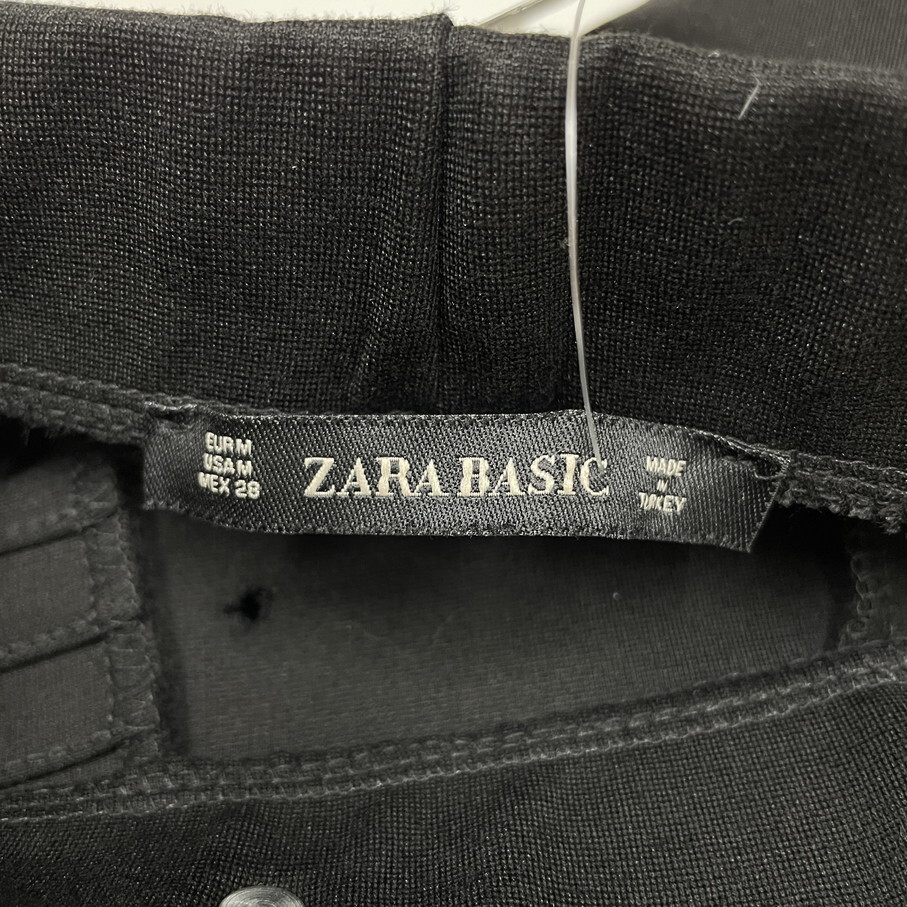 EUR M
USA M
MEX 28
ZARA BASIC
MADE
IN
TURKEY